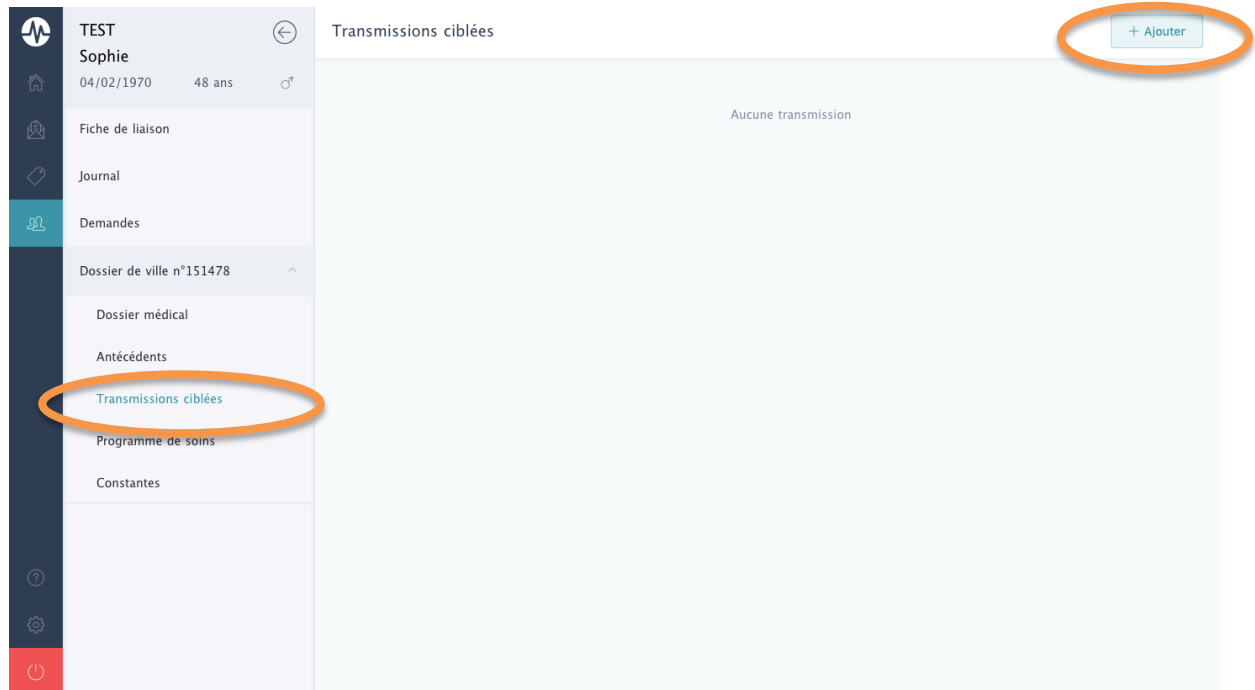 TEST
Sophie
04/02/1970 48 ans
Fiche de liaison
Journal
Demandes
Dossier de ville n°151478
Dossier médical
Antécédents
Transmissions ciblées
Programme de soins
Constantes
Transmissions ciblées
+ Ajouter
Aucune transmission